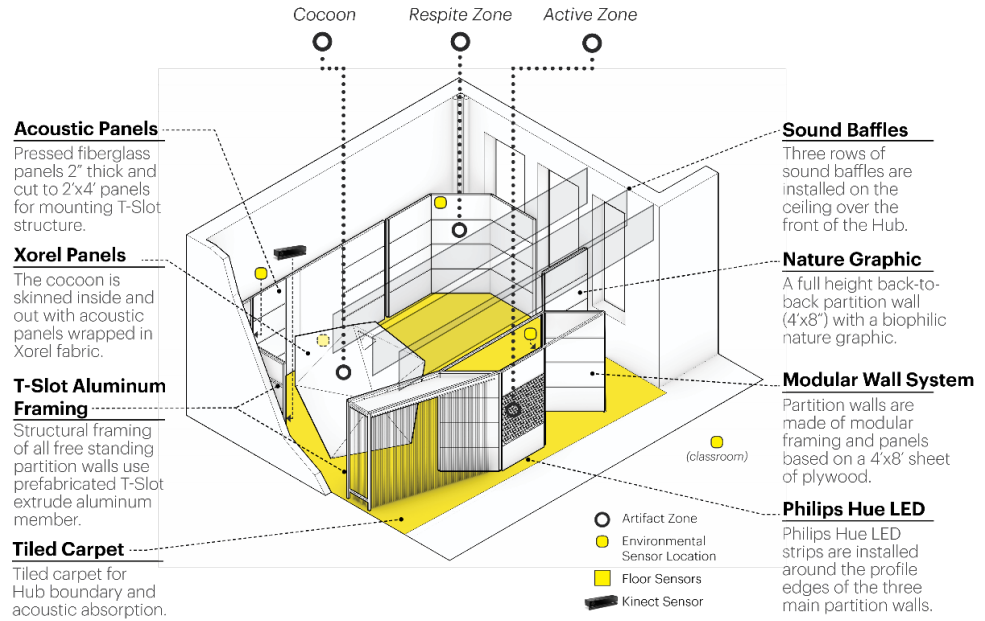 Cocoon
Respite Zone
Active Zone
Acoustic Panels
Pressed fiberglass
panels 2” thick and
cut to 2’x4’ panels
for mounting T-Slot
structure.
Xorel Panels
The cocoon is
skinned inside and
out with acoustic
panels wrapped in
Xorel fabric.
T-Slot Aluminum
Framing
Structural framing
of all free standing
partition walls use
prefabricated T-Slot
extrude aluminum
member.
Tiled Carpet
Tiled carpet for
Hub boundary and
acoustic absorption.
Sound Baffles
Three rows of
sound baffles are
installed on the
ceiling over the
front of the Hub.
Nature Graphic
A full height back-to-
back partition wall
(4’x8”) with a biophilic
nature graphic.
Modular Wall System
Partition walls are
made of modular
framing and panels
based on a 4’x8’ sheet
of plywood.
Philips Hue LED
Philips Hue LED
strips are installed
around the profile
edges of the three
main partition walls.
(classroom)
Artifact Zone
Environmental
Sensor Location
Floor Sensors
Kinect Sensor